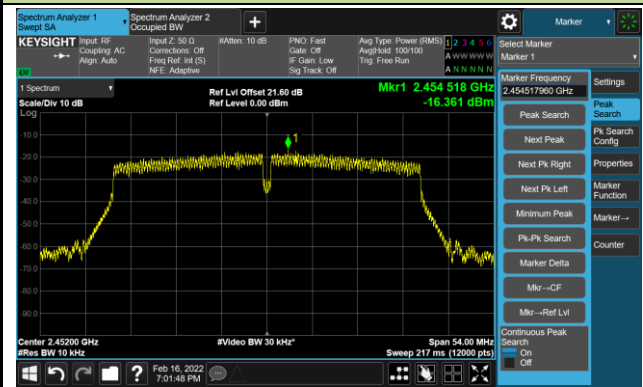 Spectrum Analyzer 1
Swept SA
Spectrum Analyzer 2
Occupied BW
Marker
KEYSIGHT
Input: RF
Coupling: AC
Align: Auto
Input Z: 50 Ω
Corrections: Off
Freq Ref: Int (S)
NFE: Adaptive
#Atten: 10 dB
PNO: Fast
Gate: Off
IF Gain: Low
Sig Track: Off
Avg Type: Power (RMS)
Avg|Hold: 100/100
Trig: Free Run
1 2 3 4 5 6
A W W W W W
A N N N N N
Select Marker
Marker 1
1 Spectrum
Scale/Div 10 dB
Log
Ref Lvl Offset 21.60 dB
Ref Level 0.00 dBm
Mkr1 2.454 518 GHz
-16.361 dBm
1
-10.0
-20.0
-30.0
-40.0
-50.0
-60.0
-70.0
-80.0
-90.0
Center 2.45200 GHz
#Res BW 10 kHz
#Video BW 30 kHz*
Span 54.00 MHz
Sweep 217 ms (12000 pts)
Marker Frequency
2.454517960 GHz
Peak Search
Next Peak
Next Pk Right
Next Pk Left
Minimum Peak
Pk-Pk Search
Marker Delta
Mkr→CF
Mkr→Ref Lvl
Continuous Peak
Search
On
Off
Settings
Peak
Search
Pk Search
Config
Properties
Marker
Function
Marker→
Counter
Feb 16, 2022
7:01:48 PM